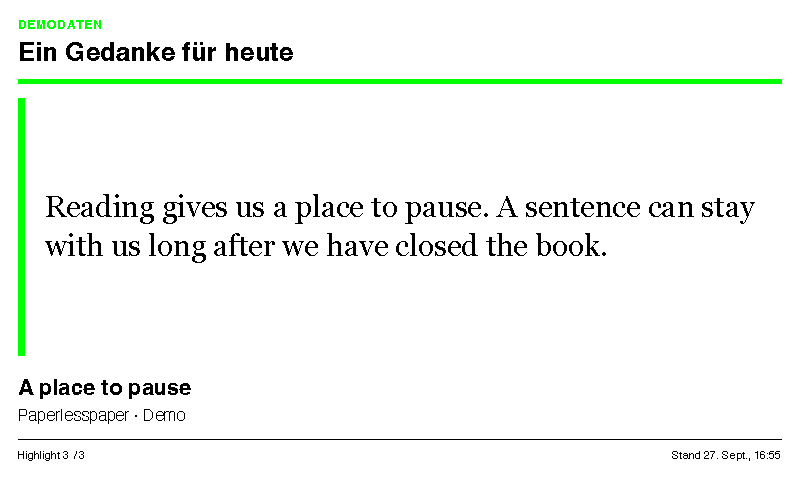 DEMODATEN
Ein Gedanke für heute
Reading gives us a place to pause. A sentence can stay
with us long after we have closed the book.
A place to pause
Paperlesspaper · Demo
Highlight 3 /3
Stand 27. Sept., 16:55